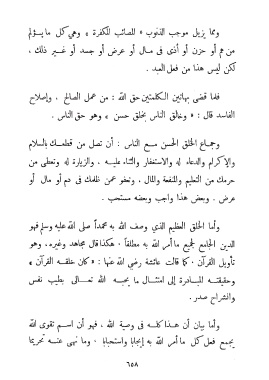 ومما يزيل موجب الذنوب « للمصائب المكفرة » وهي كل ما يؤلم
من هم أو حزن أو أذى في مال أو عرض أو جسد أو غير ذلك ،
لكن ليس هذا من فعل العبد .
فلما قضى بهاتين الكلمتين حق الله : من عمل الصالح ، وإصلاح
الفاسد قال : « وخالق الناس بخلق حسن » وهو حق الناس .
وجماع الخلق الحسن مع الناس : أن تصل من قطعك بالسلام
والإكرام والدعاء له والاستغفار والثناء عليه ، والزيارة له وتعطي من
حرمك من التعليم والمنفعة والمال ، وتعفو عمن ظلمك في دم أو مال أو
عرض . وبعض هذا واجب وبعضه مستحب .
وأما الخلق العظيم الذي وصف الله به محمدا صلى الله عليه وسلم فهو
الدين الجامع لجميع ما أمر الله به مطلقا . هكذا قال مجاهد وغيره ، وهو
تأويل القرآن . كما قالت عائشة رضي الله عنها : « كان خلقه القرآن »
وحقيقته المبادرة إلى امتثال ما يحبه الله تعالى بطيب نفس
وانشراح صدر .
وأما بيان أن هذا كله في وصية الله ، فهو أن اسم تقوى الله
يجمع فعل كل ما أمر الله به إيجابا واستحبابا . وما نهى عنه تحريما
٦٥٨